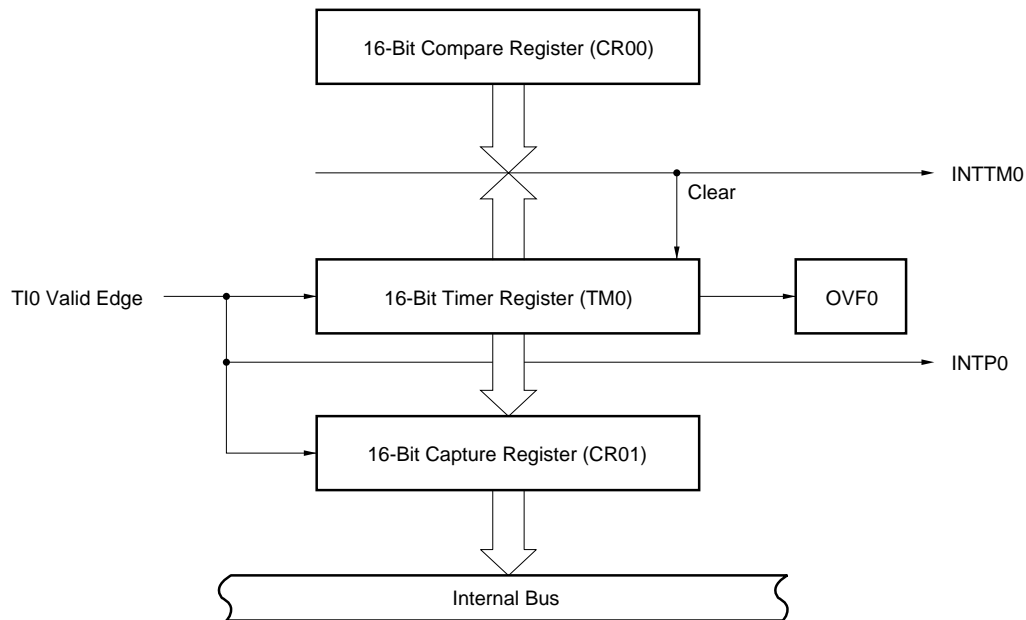 16-Bit Compare Register (CR00)
INTTM0
Clear
TI0 Valid Edge
16-Bit Timer Register (TM0)
OVF0
INTP0
16-Bit Capture Register (CR01)
Internal Bus